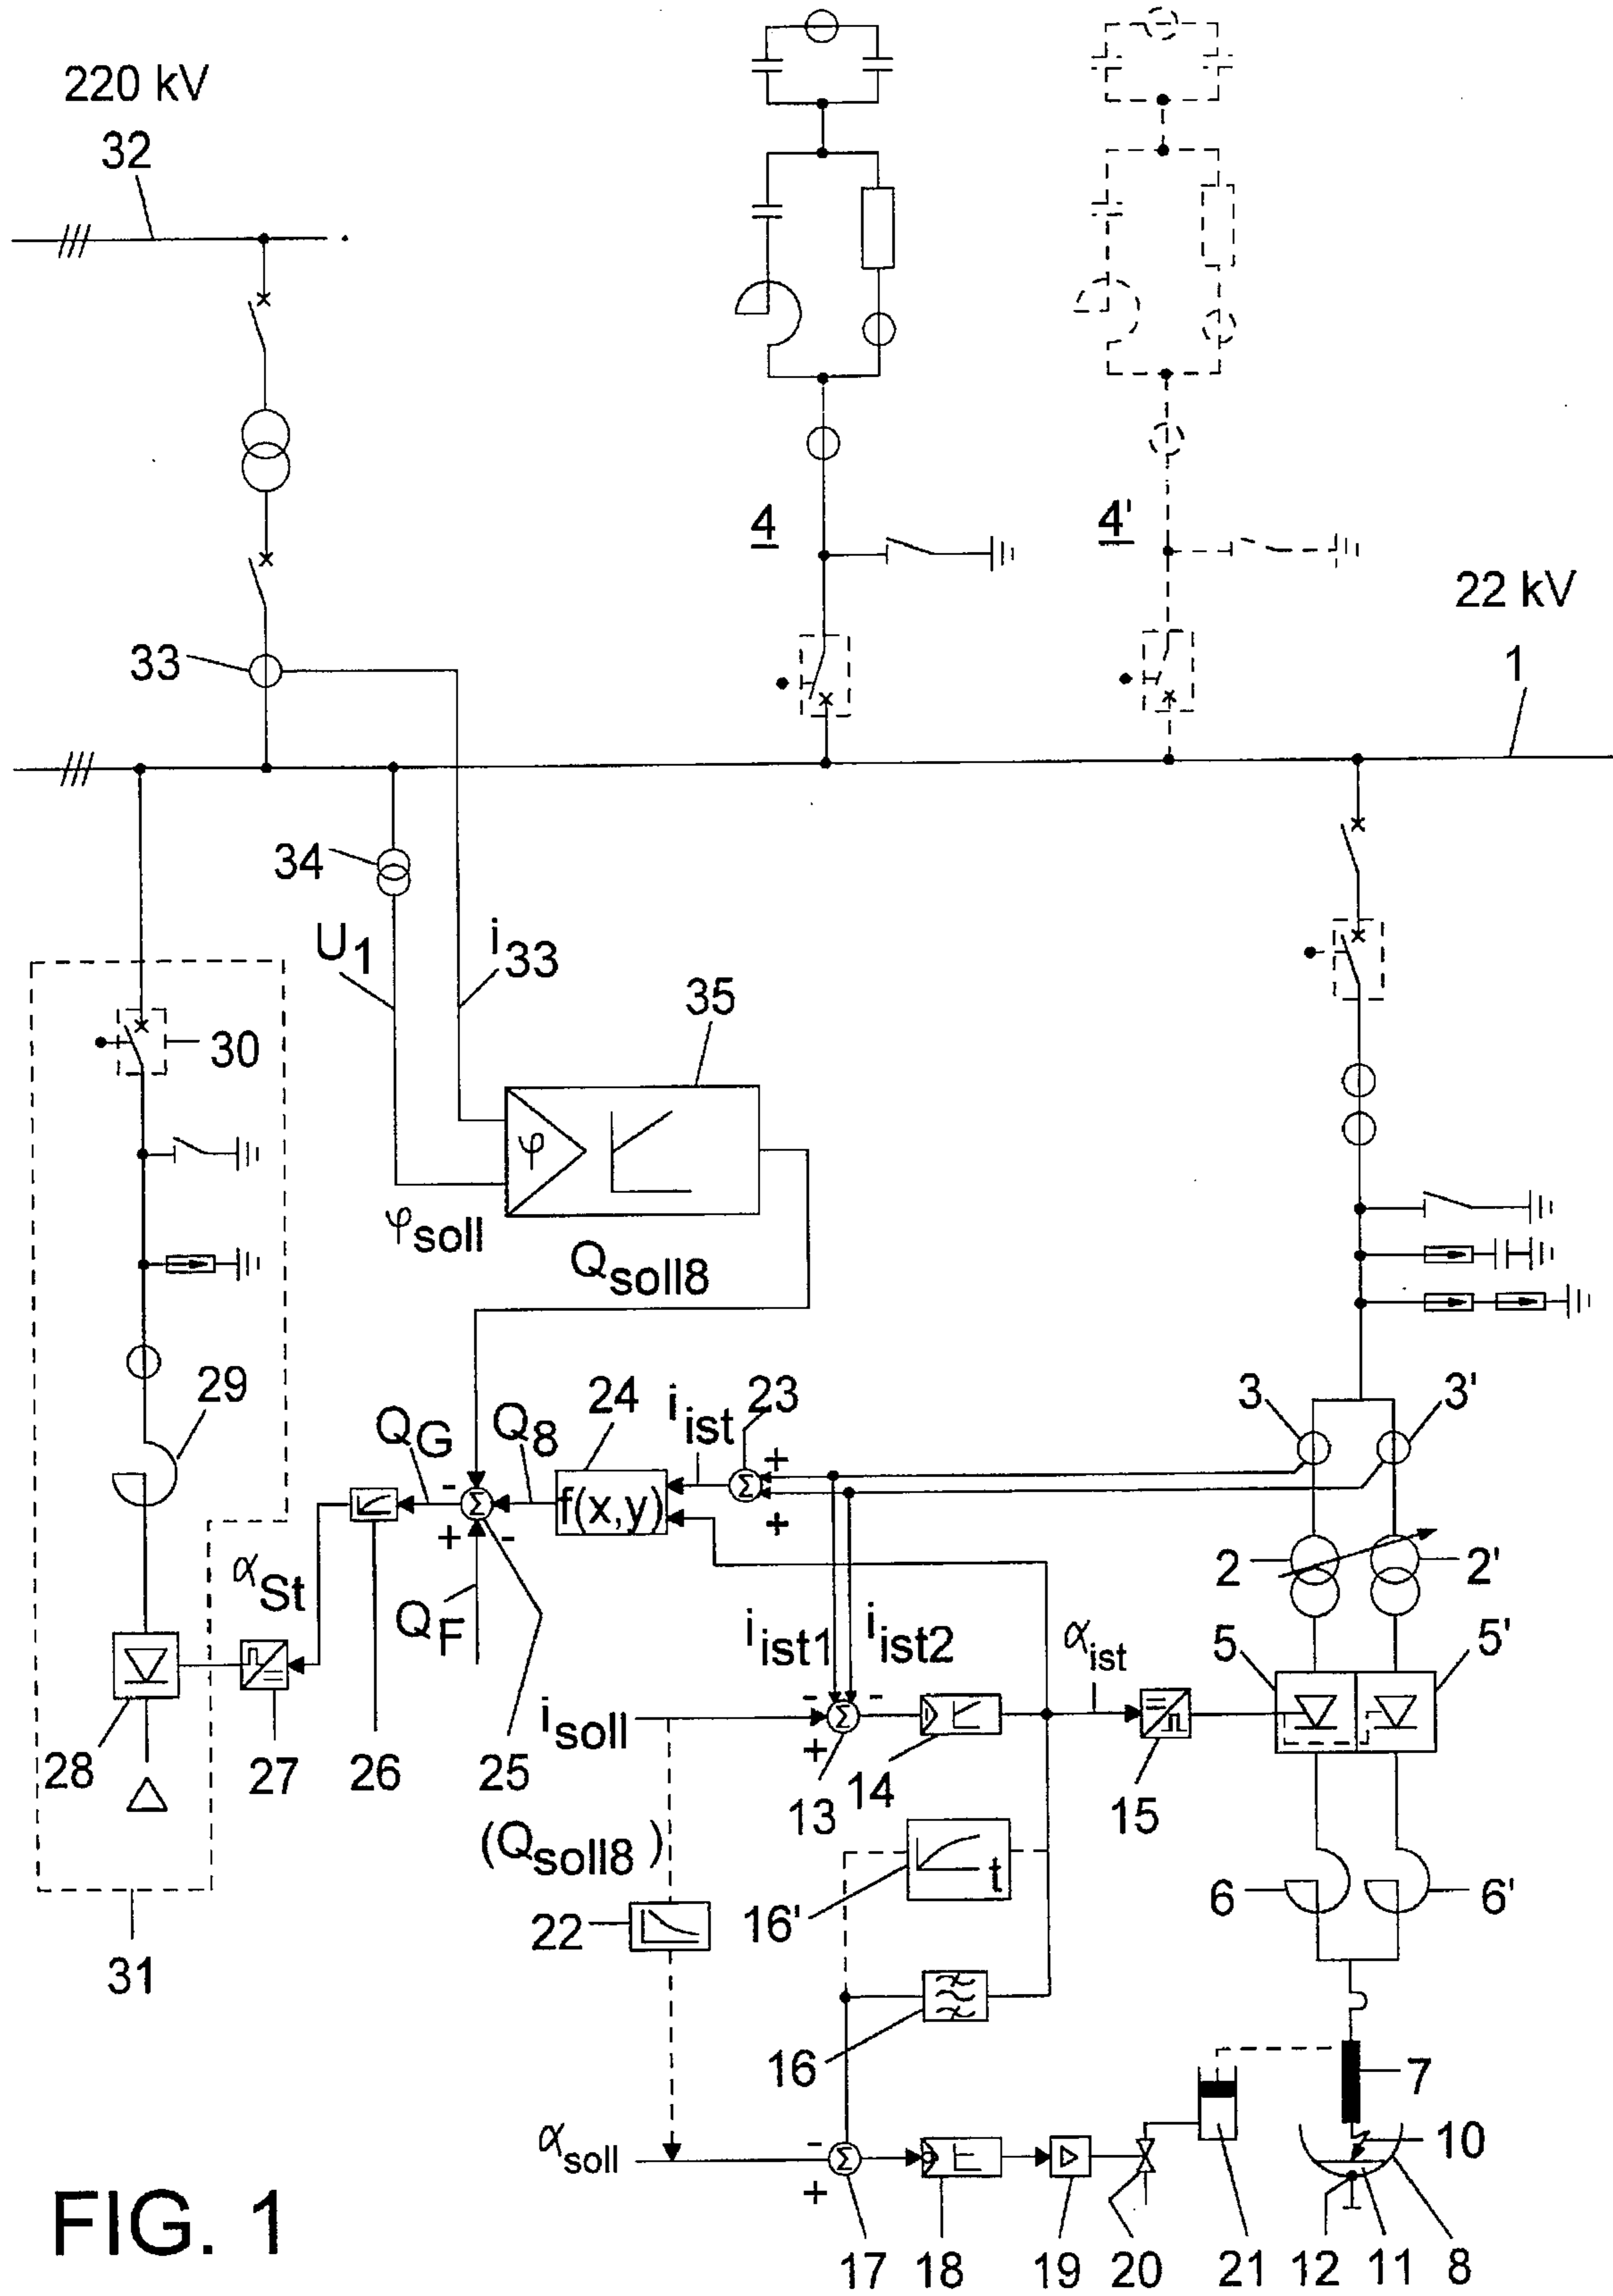 220 kV
32
4
4'
22 kV
33
1
34
U1
i33
35
30
φ
φsoll
Qsoll8
29
3
3'
24
iist
23
QG
Q8
+
-
Σ
f(x,y)
Σ
+
+
-
2
2'
αSt
QF
iist1
iist2
αist
5
5'
isoll
-
-
Σ
+
28
27
26
25
13
14
15
(Qsoll8)
16'
t
6
6'
22
31
16
7
αsoll
-
Σ
+
10
FIG. 1
17
18
19
20
21
12
11
8